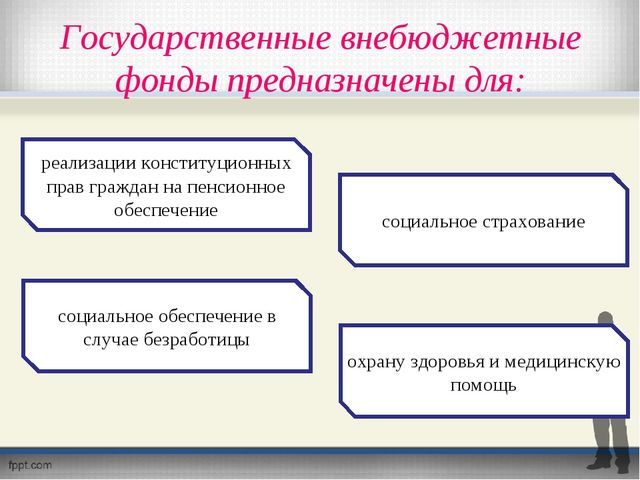 Государственные внебюджетные
фонды предназначены для:
реализации конституционных
прав граждан на пенсионное
обеспечение
социальное страхование
социальное обеспечение в
случае безработицы
охрану здоровья и медицинскую
помощь
fppt.com